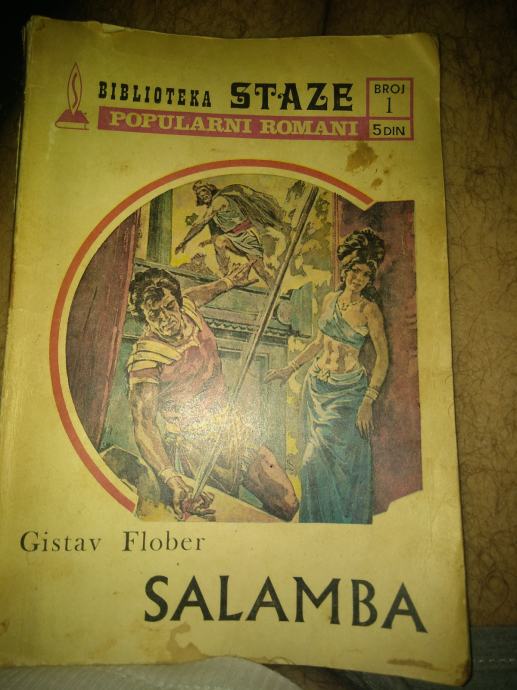 BIBLIOTEKA STAZE
POPULARNI ROMANI
BROJ
1
5 DIN
Gistav Flober
SALAMBA